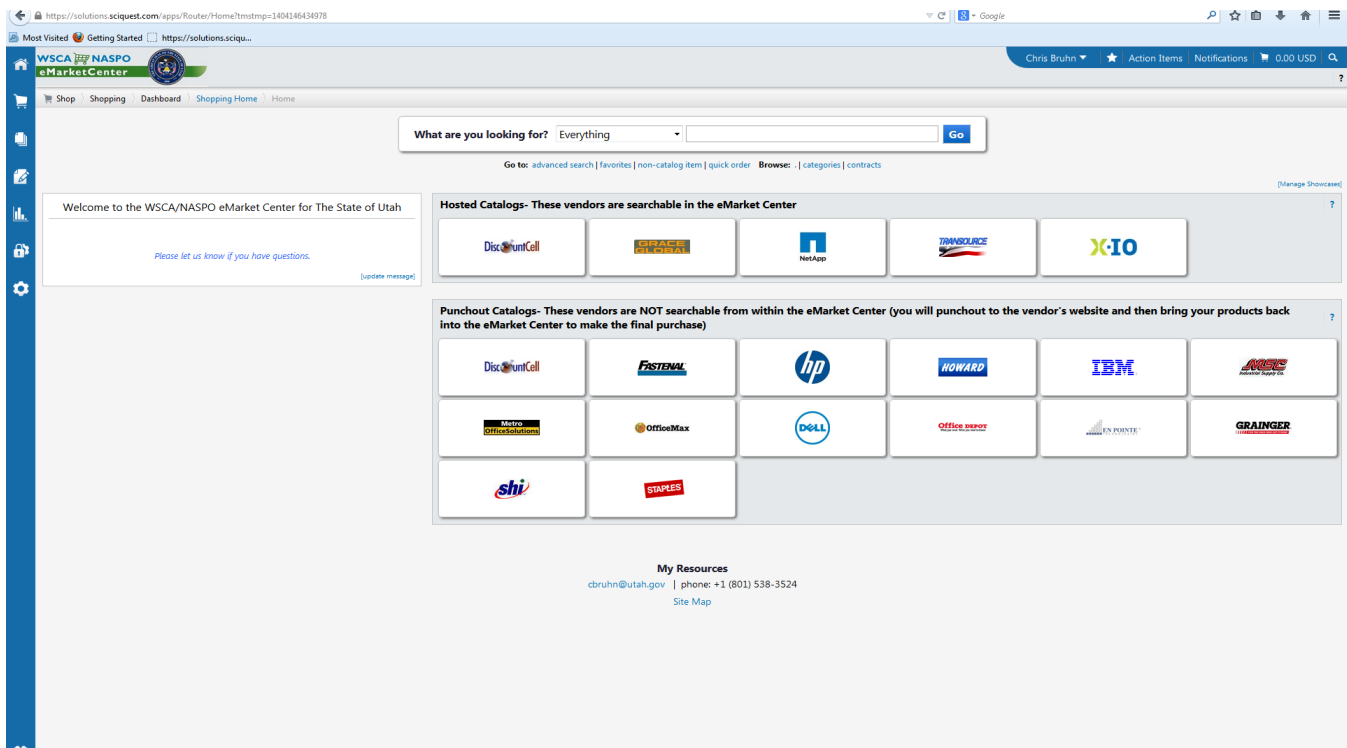 https://solutions.sciquest.com/apps/Router/Home?tmstmp=1404146434978
Google
Most Visited Getting Started https://solutions.sciqu...
WSCA NASPO
eMarketCenter
Chris Bruhn Action Items Notifications 0.00 USD
?
Shop Shopping Dashboard Shopping Home Home
What are you looking for? Everything Go
Go to: advanced search | favorites | non-catalog item | quick order Browse: . | categories | contracts
[Manage Showcases]
Welcome to the WSCA/NASPO eMarket Center for The State of Utah
Please let us know if you have questions.
[update message]
Hosted Catalogs- These vendors are searchable in the eMarket Center ?
DiscountCell GRACE GLOBAL NetApp TRANSOURCE X·IO
Punchout Catalogs- These vendors are NOT searchable from within the eMarket Center (you will punchout to the vendor's website and then bring your products back
into the eMarket Center to make the final purchase) ?
DiscountCell FASTENAL hp HOWARD IBM MSC Industrial Supply Co.
Metro OfficeSolutions OfficeMax DELL Office DEPOT EN POINTE GRAINGER
shi STAPLES
My Resources
cbruhn@utah.gov | phone: +1 (801) 538-3524
Site Map